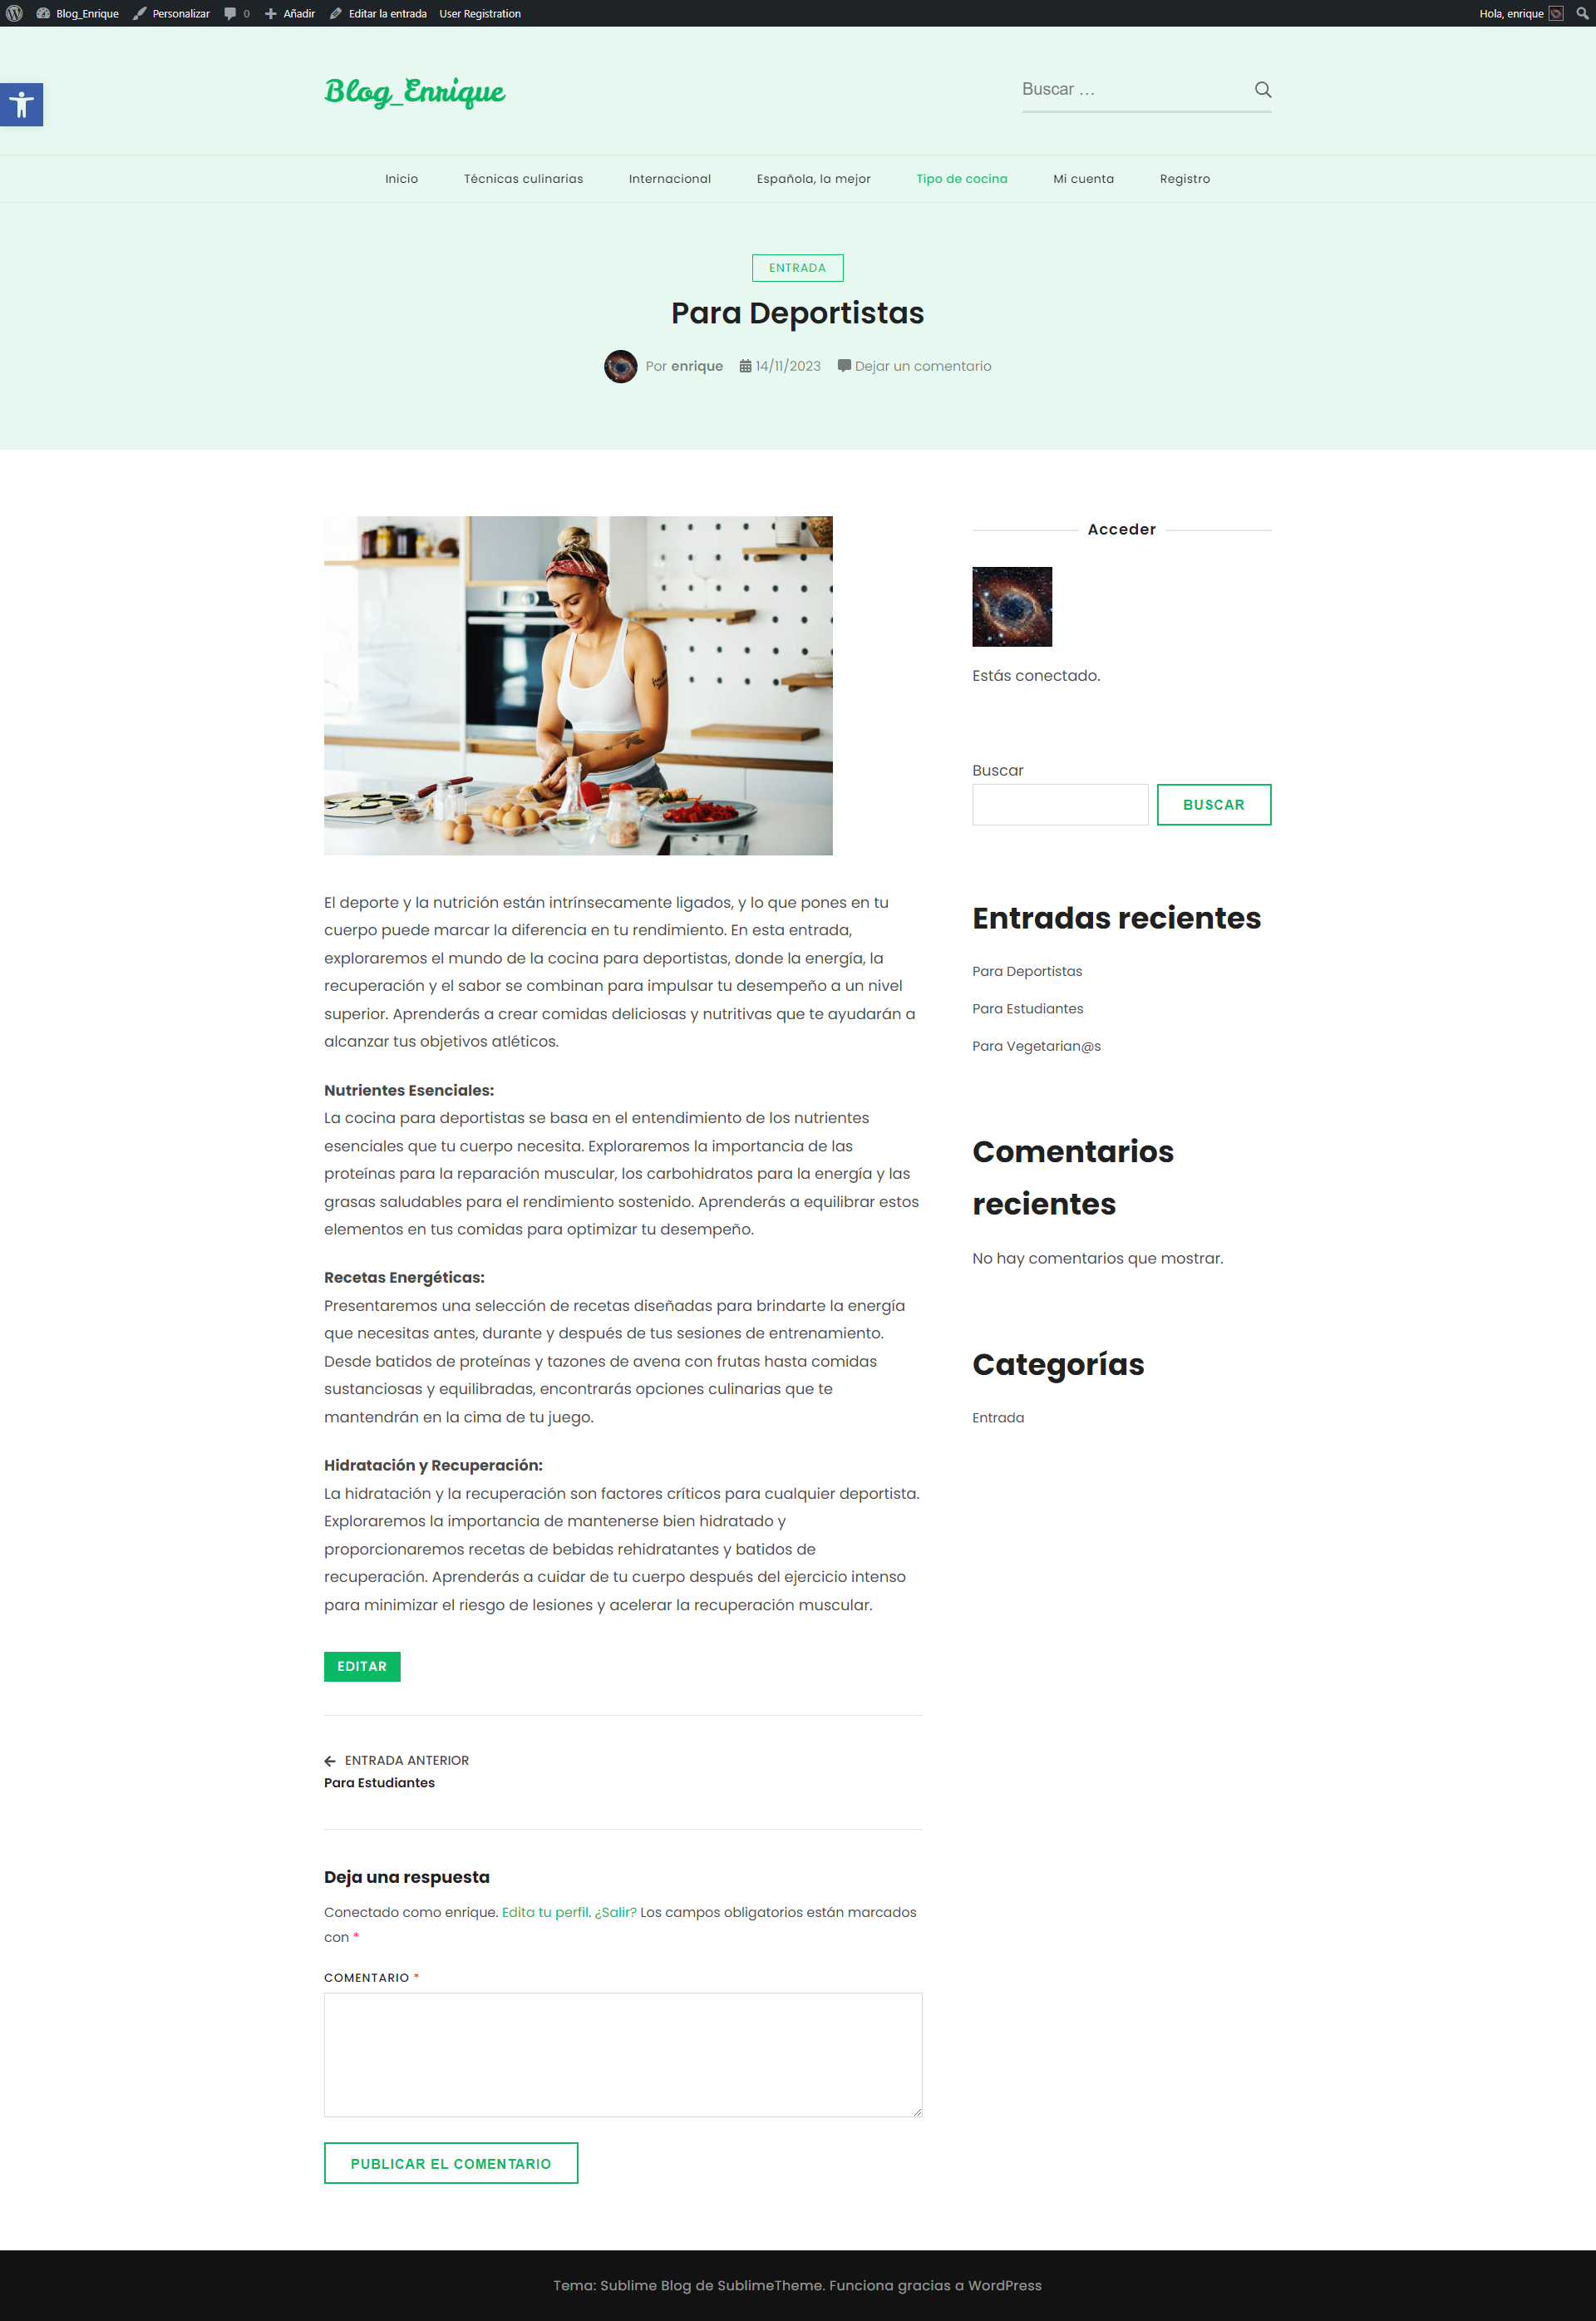 Blog_Enrique
Personalizar
0
Añadir
Editar la entrada
User Registration
Hola, enrique
Blog_Enrique
Buscar …
Inicio
Técnicas culinarias
Internacional
Española, la mejor
Tipo de cocina
Mi cuenta
Registro
ENTRADA
Para Deportistas
Por enrique
14/11/2023
Dejar un comentario
El deporte y la nutrición están intrínsecamente ligados, y lo que pones en tu
cuerpo puede marcar la diferencia en tu rendimiento. En esta entrada,
exploraremos el mundo de la cocina para deportistas, donde la energía, la
recuperación y el sabor se combinan para impulsar tu desempeño a un nivel
superior. Aprenderás a crear comidas deliciosas y nutritivas que te ayudarán a
alcanzar tus objetivos atléticos.
Nutrientes Esenciales:
La cocina para deportistas se basa en el entendimiento de los nutrientes
esenciales que tu cuerpo necesita. Exploraremos la importancia de las
proteínas para la reparación muscular, los carbohidratos para la energía y las
grasas saludables para el rendimiento sostenido. Aprenderás a equilibrar estos
elementos en tus comidas para optimizar tu desempeño.
Recetas Energéticas:
Presentaremos una selección de recetas diseñadas para brindarte la energía
que necesitas antes, durante y después de tus sesiones de entrenamiento.
Desde batidos de proteínas y tazones de avena con frutas hasta comidas
sustanciosas y equilibradas, encontrarás opciones culinarias que te
mantendrán en la cima de tu juego.
Hidratación y Recuperación:
La hidratación y la recuperación son factores críticos para cualquier deportista.
Exploraremos la importancia de mantenerse bien hidratado y
proporcionaremos recetas de bebidas rehidratantes y batidos de
recuperación. Aprenderás a cuidar de tu cuerpo después del ejercicio intenso
para minimizar el riesgo de lesiones y acelerar la recuperación muscular.
EDITAR
ENTRADA ANTERIOR
Para Estudiantes
Deja una respuesta
Conectado como enrique. Edita tu perfil. ¿Salir? Los campos obligatorios están marcados
con *
COMENTARIO *
PUBLICAR EL COMENTARIO
Acceder
Estás conectado.
Buscar
BUSCAR
Entradas recientes
Para Deportistas
Para Estudiantes
Para Vegetarian@s
Comentarios
recientes
No hay comentarios que mostrar.
Categorías
Entrada
Tema: Sublime Blog de SublimeTheme. Funciona gracias a WordPress